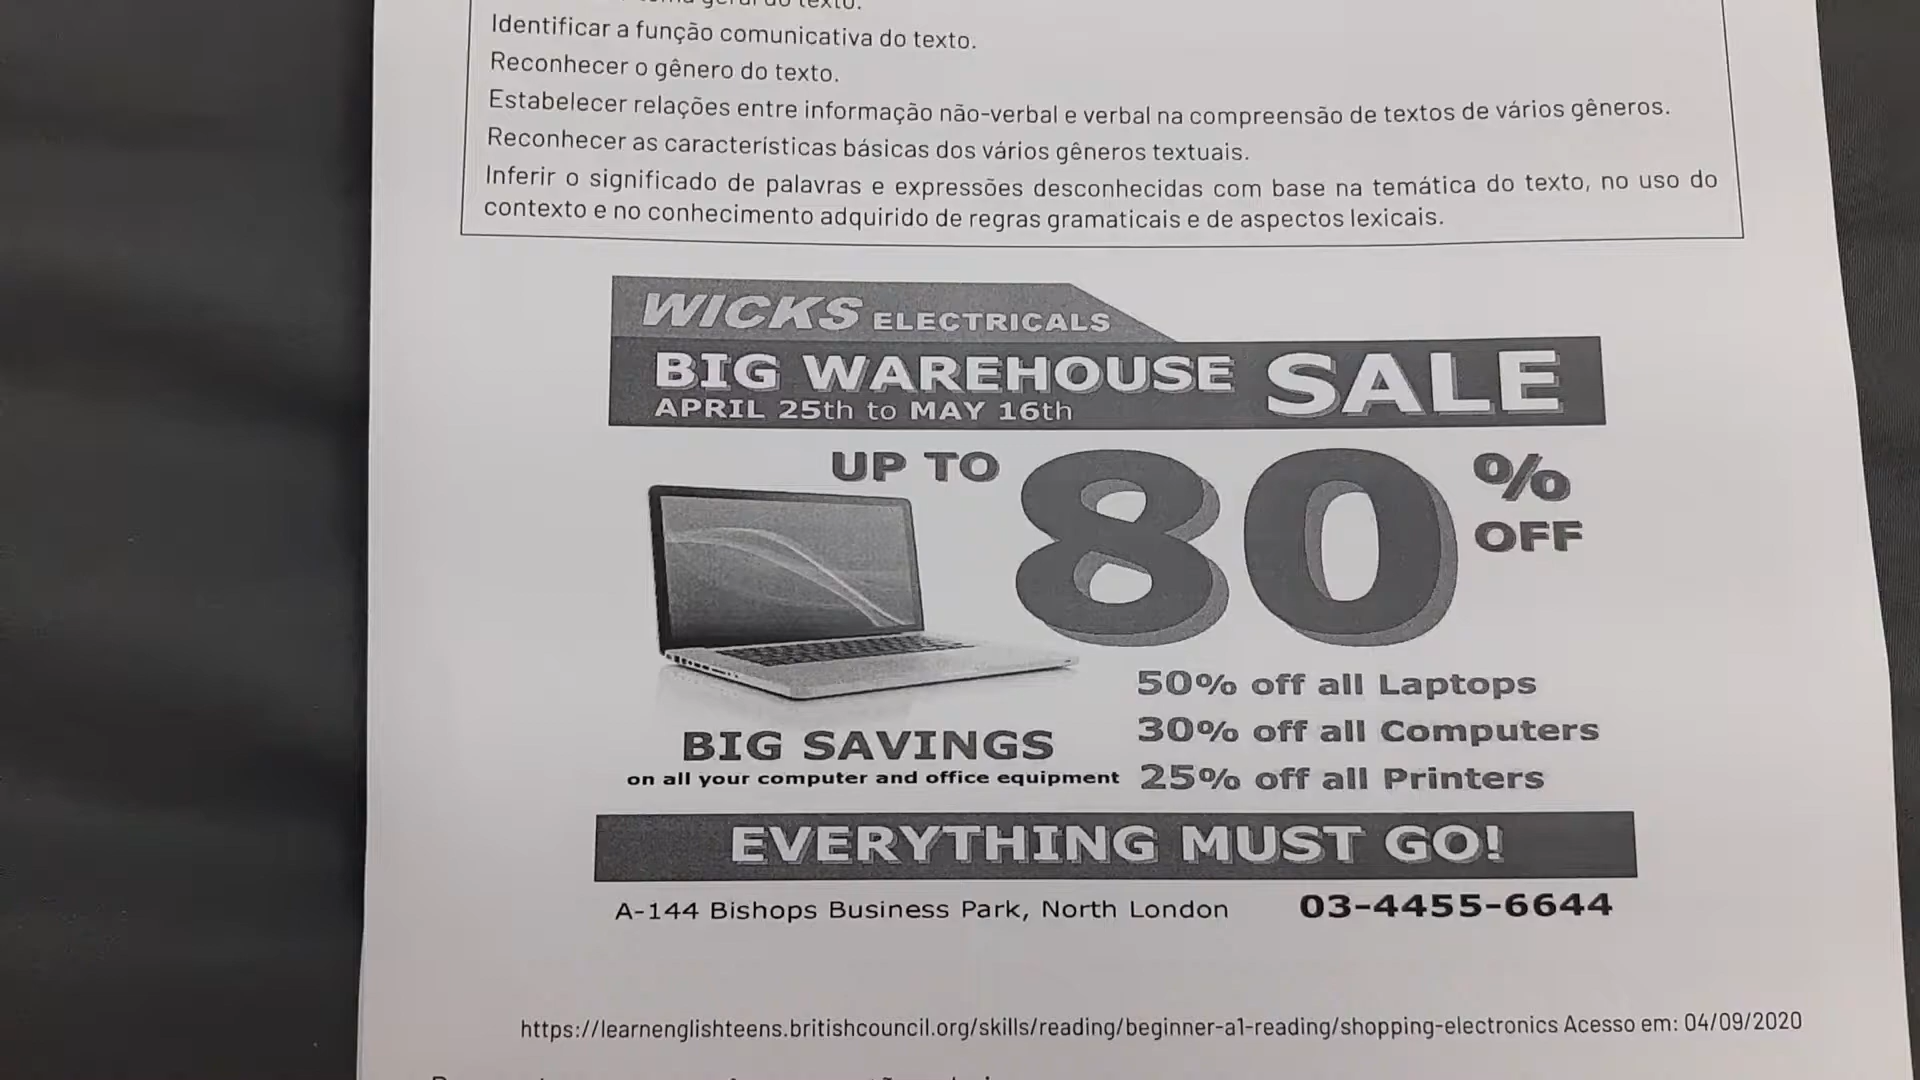 geral do texto.
Identificar a função comunicativa do texto.
Reconhecer o gênero do texto.
Estabelecer relações entre informação não-verbal e verbal na compreensão de textos de vários gêneros.
Reconhecer as características básicas dos vários gêneros textuais.
Inferir o significado de palavras e expressões desconhecidas com base na temática do texto, no uso do
contexto e no conhecimento adquirido de regras gramaticais e de aspectos lexicais.
WICKS ELECTRICALS
BIG WAREHOUSE SALE
APRIL 25th to MAY 16th
UP TO 80% OFF
50% off all Laptops
30% off all Computers
25% off all Printers
BIG SAVINGS
on all your computer and office equipment
EVERYTHING MUST GO!
A-144 Bishops Business Park, North London 03-4455-6644
https://learnenglishteens.britishcouncil.org/skills/reading/beginner-a1-reading/shopping-electronics Acesso em: 04/09/2020